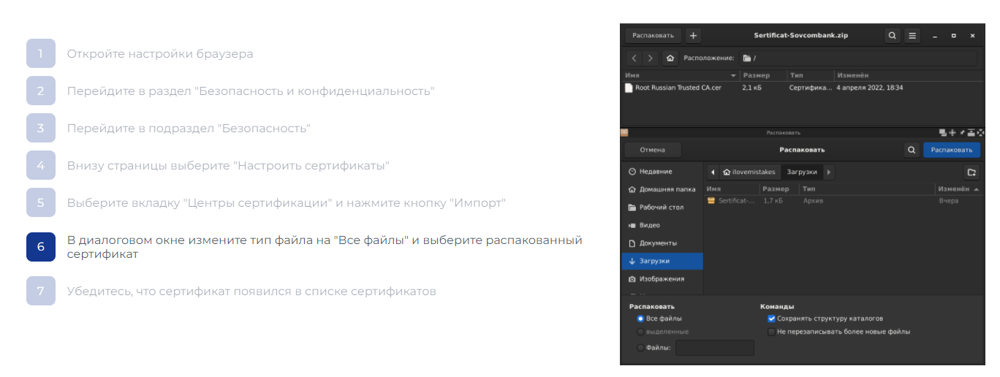 1 Откройте настройки браузера
2 Перейдите в раздел "Безопасность и конфиденциальность"
3 Перейдите в подраздел "Безопасность"
4 Внизу страницы выберите "Настроить сертификаты"
5 Выберите вкладку "Центры сертификации" и нажмите кнопку "Импорт"
6 В диалоговом окне измените тип файла на "Все файлы" и выберите распакованный
сертификат
7 Убедитесь, что сертификат появился в списке сертификатов
Распаковать + Sertificat-Sovcombank.zip
Расположение: /
Имя Размер Тип Изменён
Root Russian Trusted CA.cer 2,1 кБ Сертифика... 4 апреля 2022, 18:34
Распаковать
Отмена Распаковать Распаковать
Недавние
ilovemistakes Загрузки
Домашняя папка
Имя Размер Тип Изменён
Sertificat-... 1,7 кБ Архив Вчера
Рабочий стол
Видео
Документы
Загрузки
Изображения
Распаковать
Все файлы
выделенные
Файлы:
Команды
Сохранять структуру каталогов
Не перезаписывать более новые файлы